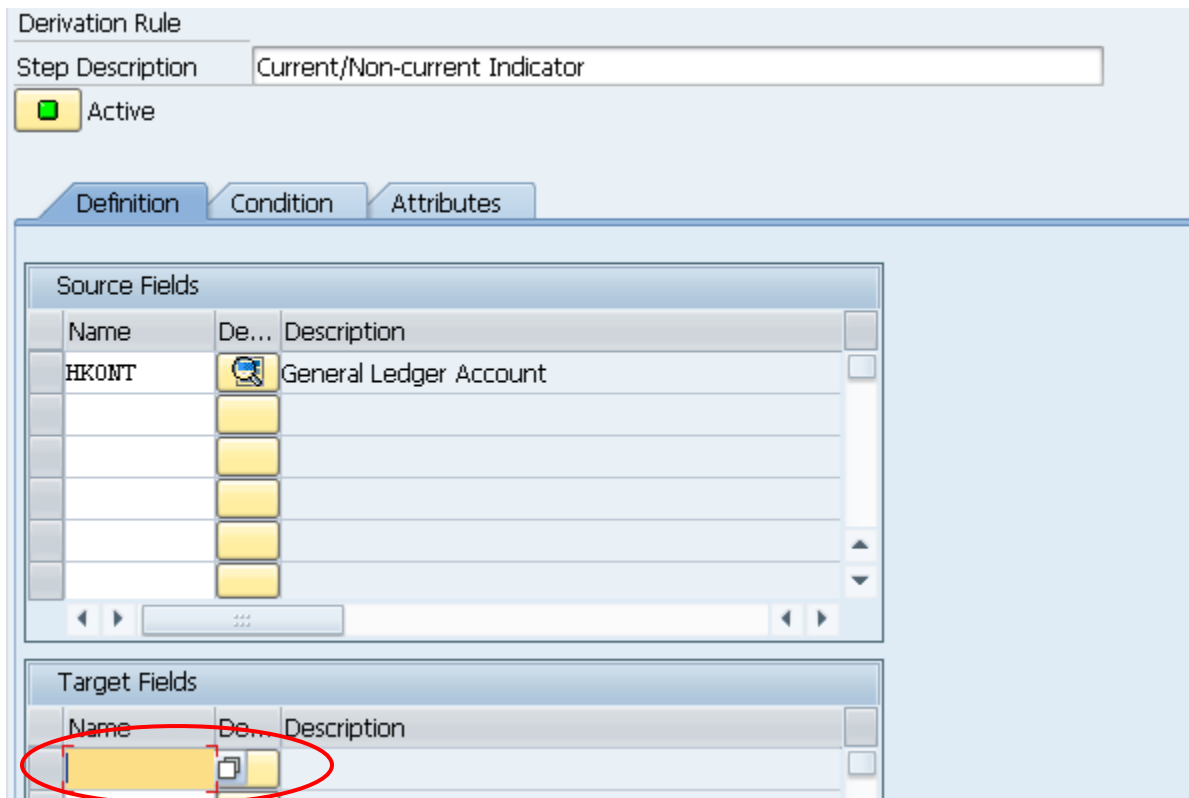 Derivation Rule
Step Description Current/Non-current Indicator
Active
Definition Condition Attributes
Source Fields
Name De... Description
HKONT General Ledger Account
Target Fields
Name De... Description